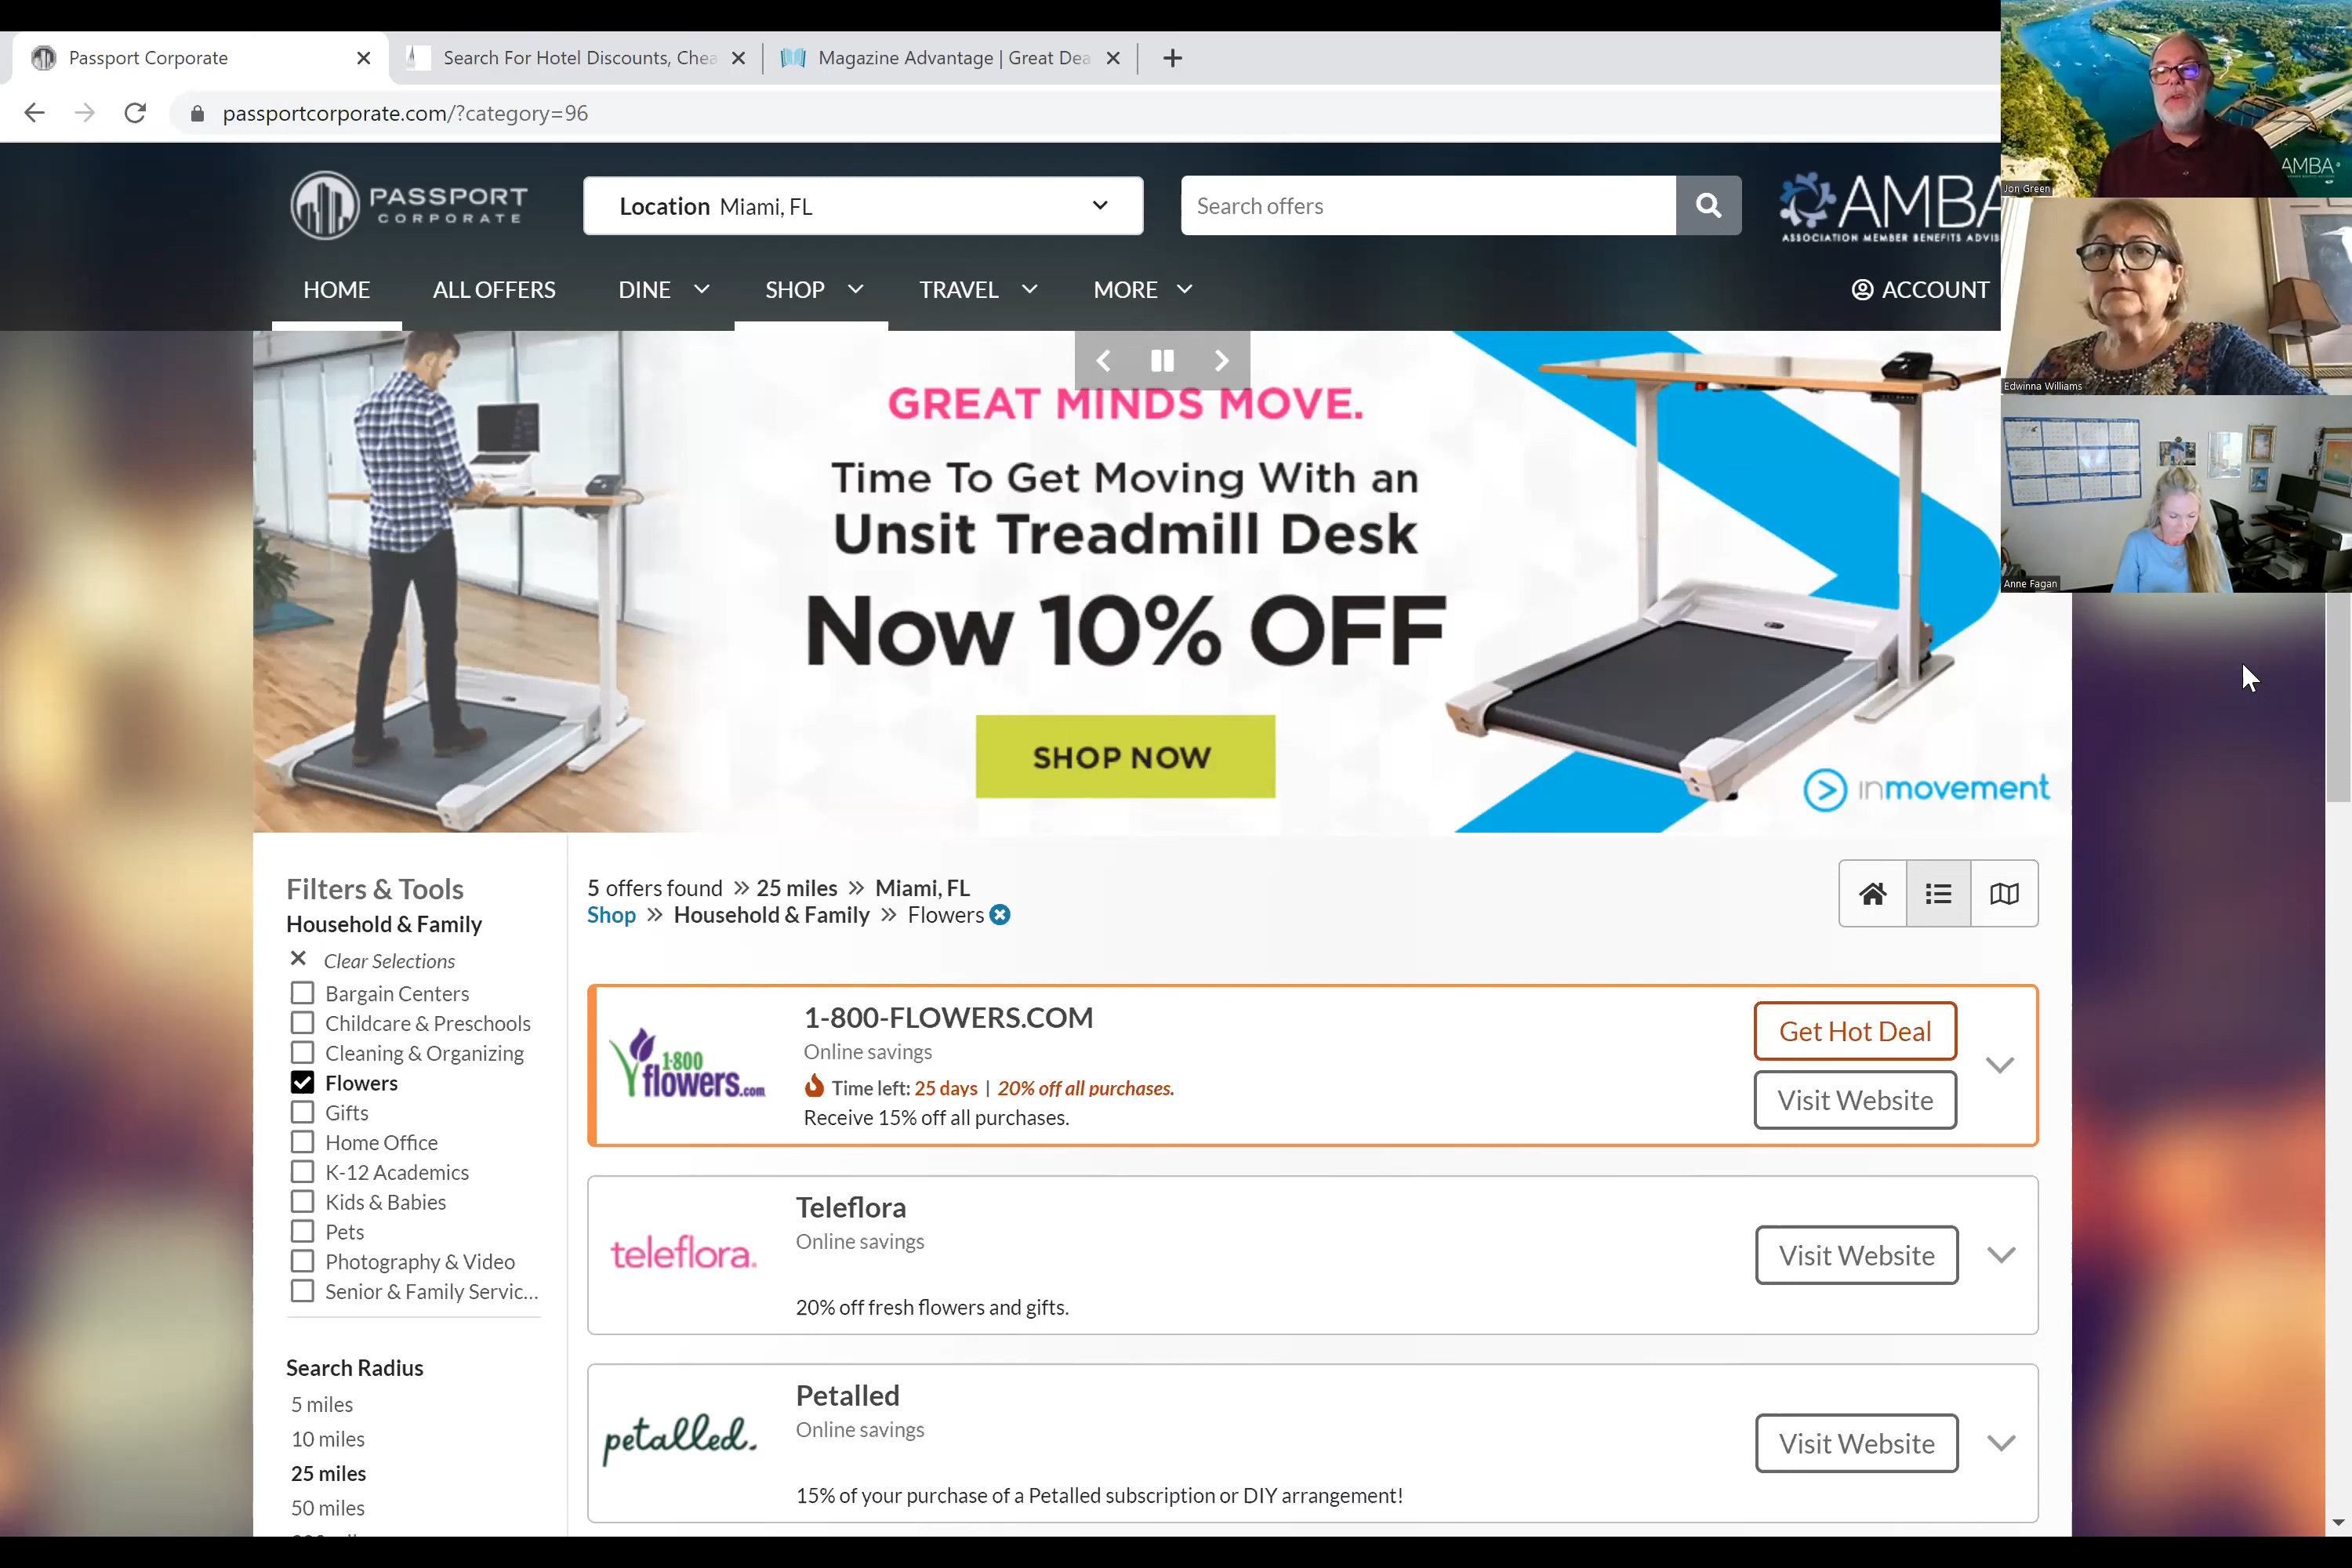 Passport Corporate
Search For Hotel Discounts, Chea
Magazine Advantage | Great Dea
passportcorporate.com/?category=96
PASSPORT
CORPORATE
Location Miami, FL
Search offers
AMBA
ASSOCIATION MEMBER BENEFITS ADVIS
HOME
ALL OFFERS
DINE
SHOP
TRAVEL
MORE
ACCOUNT
AMBA
Jon Green
Edwinna Williams
Anne Fagan
GREAT MINDS MOVE.
Time To Get Moving With an
Unsit Treadmill Desk
Now 10% OFF
SHOP NOW
inmovement
Filters & Tools
Household & Family
Clear Selections
Bargain Centers
Childcare & Preschools
Cleaning & Organizing
Flowers
Gifts
Home Office
K-12 Academics
Kids & Babies
Pets
Photography & Video
Senior & Family Servic...
Search Radius
5 miles
10 miles
25 miles
50 miles
5 offers found » 25 miles » Miami, FL
Shop » Household & Family » Flowers
1-800 flowers.com
1-800-FLOWERS.COM
Online savings
Time left: 25 days | 20% off all purchases.
Receive 15% off all purchases.
Get Hot Deal
Visit Website
teleflora.
Teleflora
Online savings
20% off fresh flowers and gifts.
Visit Website
petalled.
Petalled
Online savings
15% of your purchase of a Petalled subscription or DIY arrangement!
Visit Website